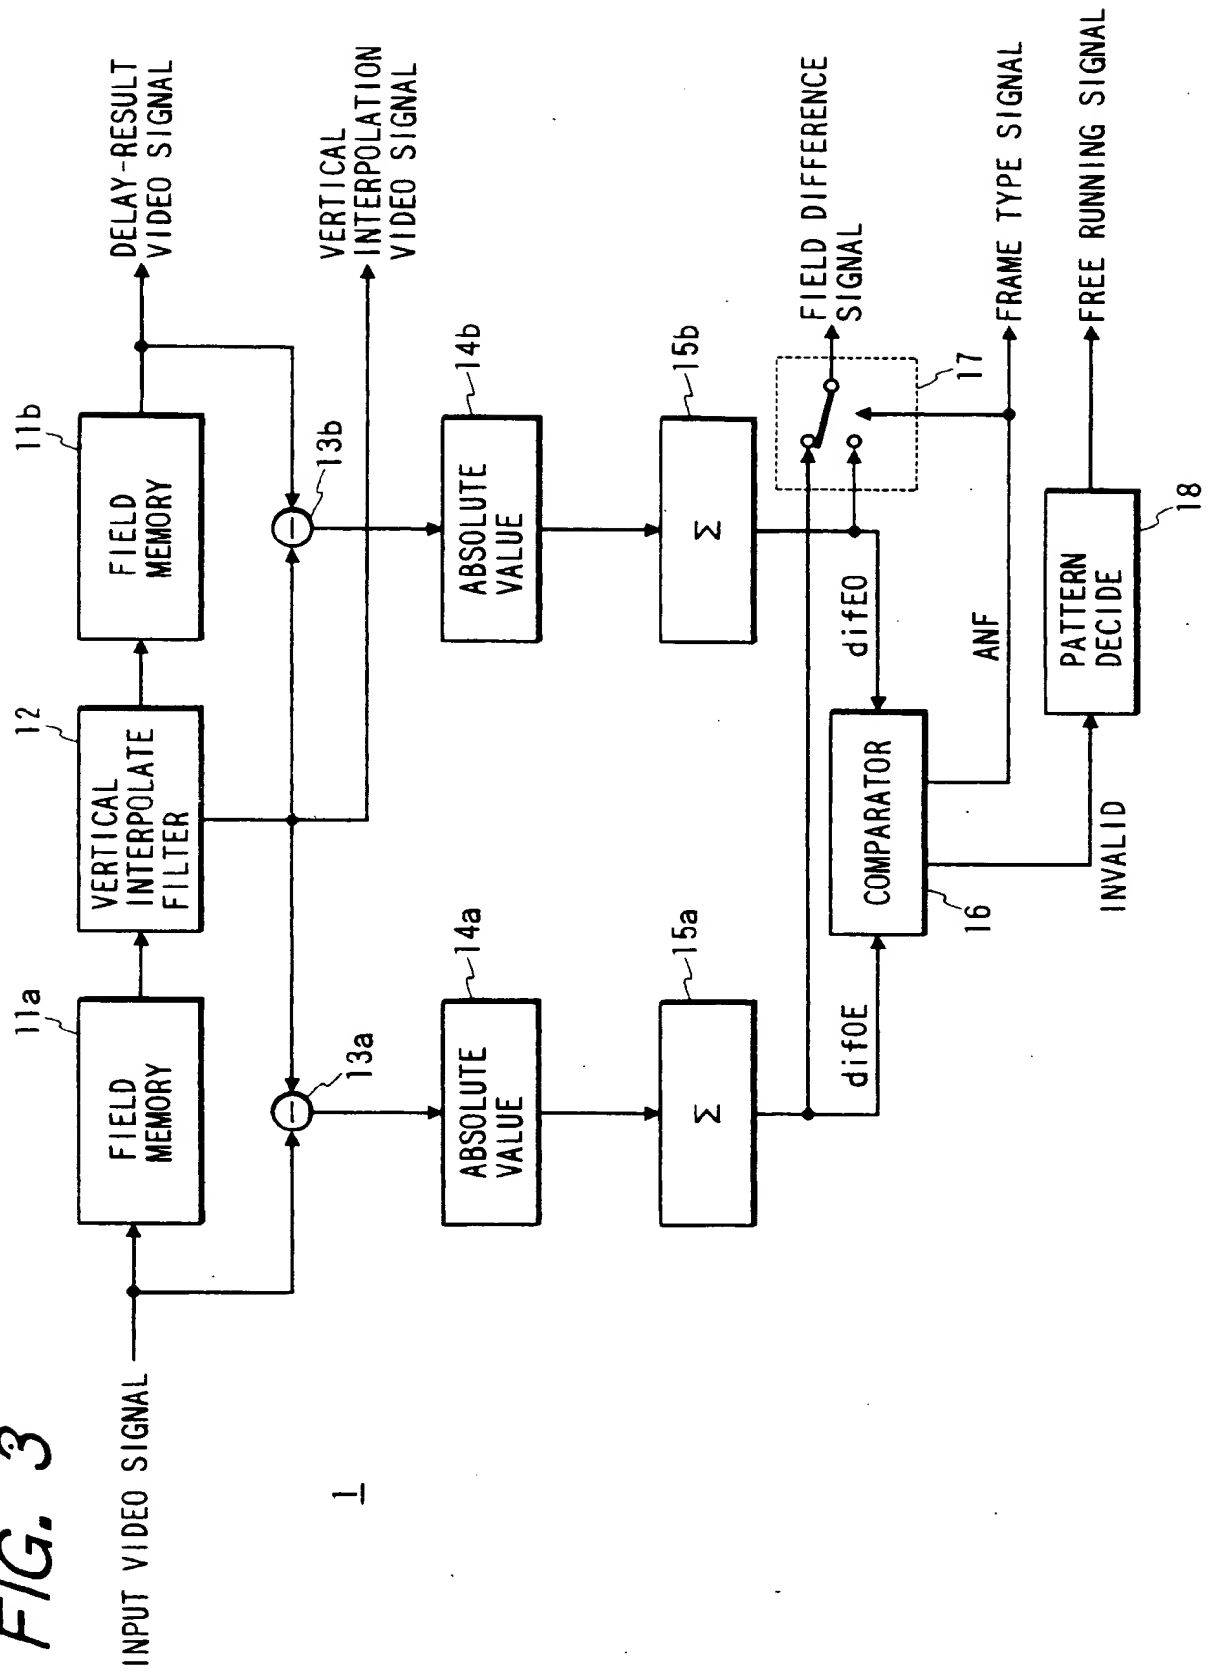 FIG. 3
1
INPUT VIDEO SIGNAL
11a
FIELD
MEMORY
12
VERTICAL
INTERPOLATE
FILTER
11b
FIELD
MEMORY
DELAY-RESULT
VIDEO SIGNAL
13a
13b
VERTICAL
INTERPOLATION
VIDEO SIGNAL
14a
ABSOLUTE
VALUE
14b
ABSOLUTE
VALUE
15a
Σ
15b
Σ
difOE
difEO
17
FIELD DIFFERENCE
SIGNAL
COMPARATOR
16
ANF
FRAME TYPE SIGNAL
INVALID
PATTERN
DECIDE
18
FREE RUNNING SIGNAL